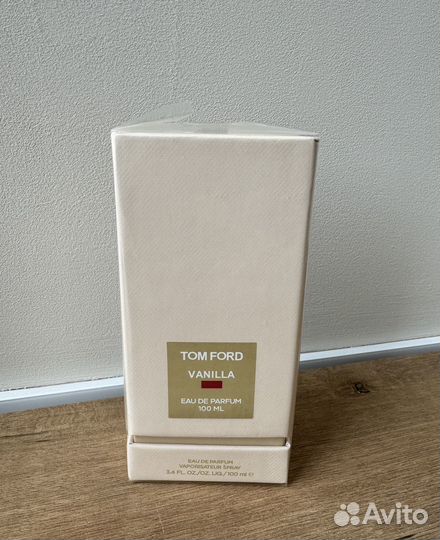 TOM FORD
VANILLA
EAU DE PARFUM
100 ML
EAU DE PARFUM
VAPORISATEUR SPRAY
3.4 FL. OZ./OZ. LIQ./100 ml ℮
Avito